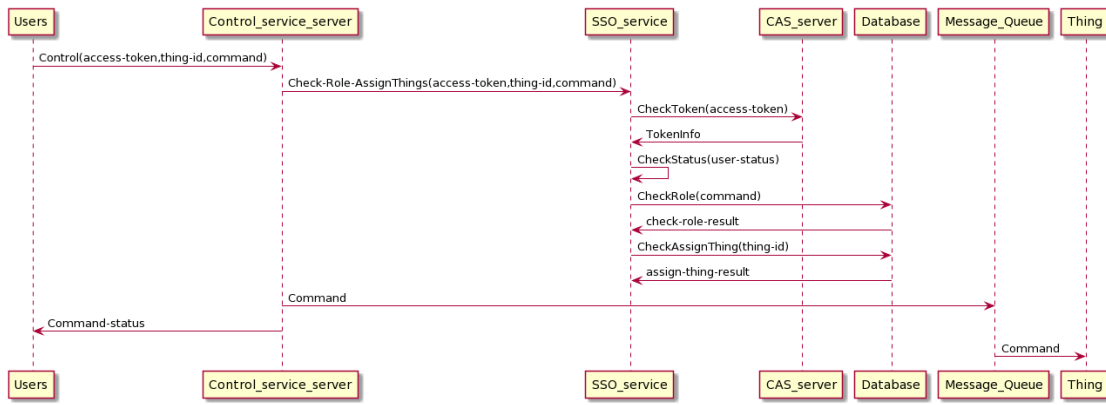 Users Control_service_server SSO_service CAS_server Database Message_Queue Thing
Control(access-token,thing-id,command)
Check-Role-AssignThings(access-token,thing-id,command)
CheckToken(access-token)
TokenInfo
CheckStatus(user-status)
CheckRole(command)
check-role-result
CheckAssignThing(thing-id)
assign-thing-result
Command
Command-status
Command
Users Control_service_server SSO_service CAS_server Database Message_Queue Thing